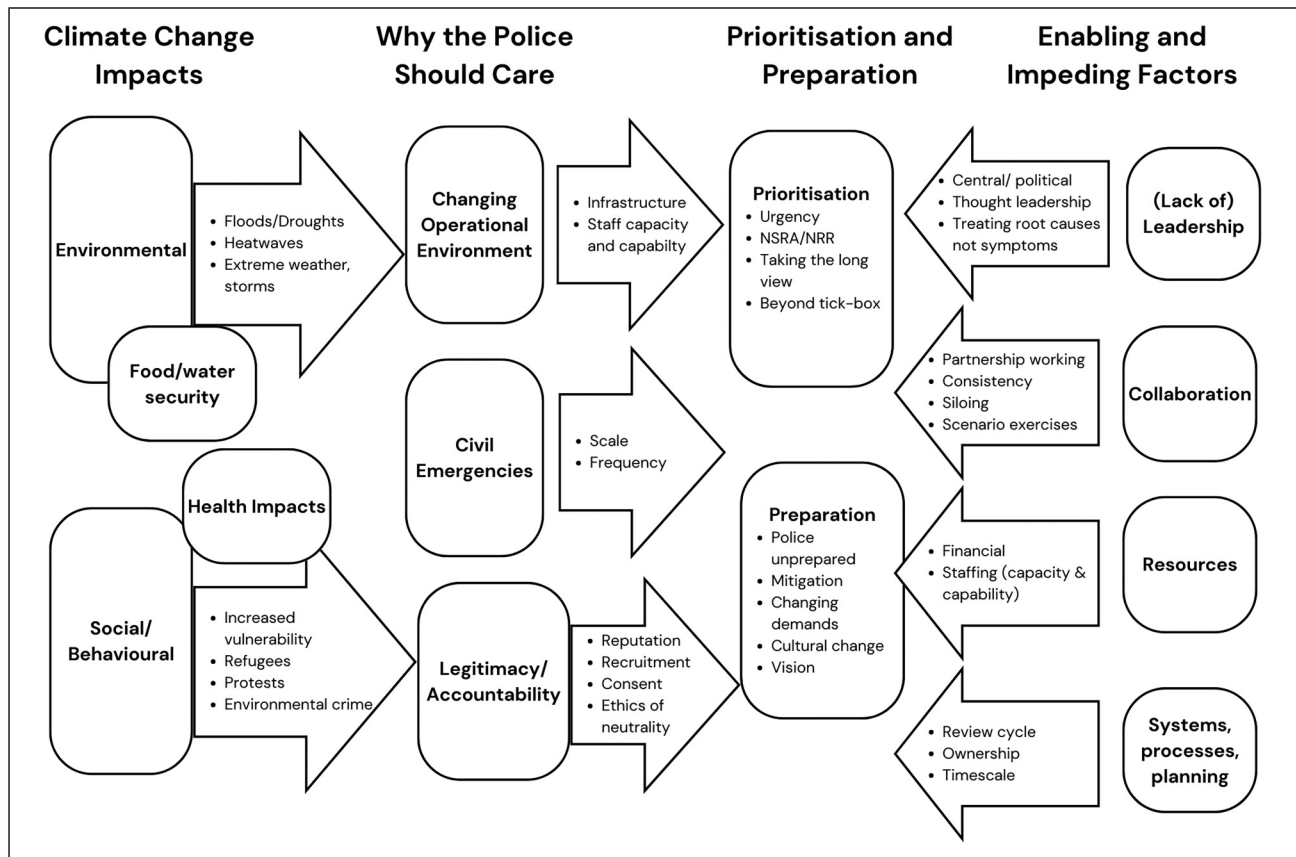 Climate Change
Impacts
Why the Police
Should Care
Prioritisation and
Preparation
Enabling and
Impeding Factors
Environmental
• Floods/Droughts
• Heatwaves
• Extreme weather,
storms
Food/water
security
Health Impacts
Social/
Behavioural
• Increased
vulnerability
• Refugees
• Protests
• Environmental crime
Changing
Operational
Environment
• Infrastructure
• Staff capacity
and capabilty
Civil
Emergencies
• Scale
• Frequency
Legitimacy/
Accountability
• Reputation
• Recruitment
• Consent
• Ethics of
neutrality
Prioritisation
• Urgency
• NSRA/NRR
• Taking the long
view
• Beyond tick-box
Preparation
• Police
unprepared
• Mitigation
• Changing
demands
• Cultural change
• Vision
• Central/ political
• Thought leadership
• Treating root causes
not symptoms
(Lack of)
Leadership
• Partnership working
• Consistency
• Siloing
• Scenario exercises
Collaboration
• Financial
• Staffing (capacity &
capability)
Resources
• Review cycle
• Ownership
• Timescale
Systems,
processes,
planning